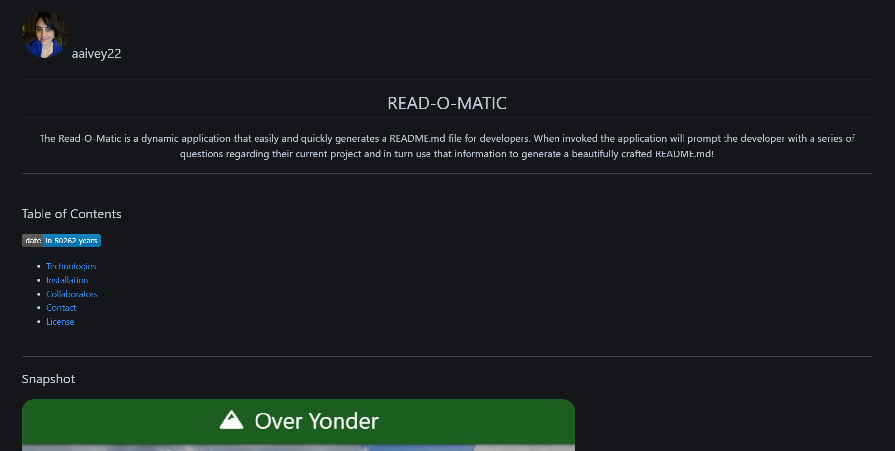 aaivey22
READ-O-MATIC
The Read-O-Matic is a dynamic application that easily and quickly generates a README.md file for developers. When invoked the application will prompt the developer with a series of
questions regarding their current project and in turn use that information to generate a beautifully crafted README.md!
Table of Contents
date in 50262 years
Technologies
Installation
Collaborators
Contact
License
Snapshot
Over Yonder